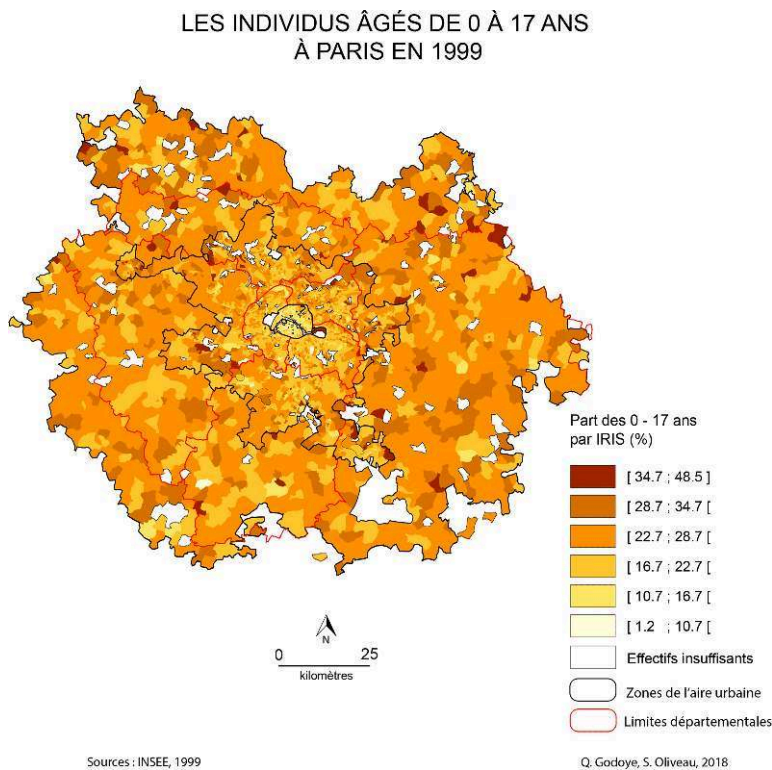 LES INDIVIDUS ÂGÉS DE 0 À 17 ANS
À PARIS EN 1999
Part des 0 - 17 ans
par IRIS (%)
[ 34.7 ; 48.5 ]
[ 28.7 ; 34.7 [
[ 22.7 ; 28.7 [
[ 16.7 ; 22.7 [
[ 10.7 ; 16.7 [
[ 1.2 ; 10.7 [
Effectifs insuffisants
Zones de l'aire urbaine
Limites départementales
N
0 25
kilomètres
Sources : INSEE, 1999
Q. Godoye, S. Oliveau, 2018